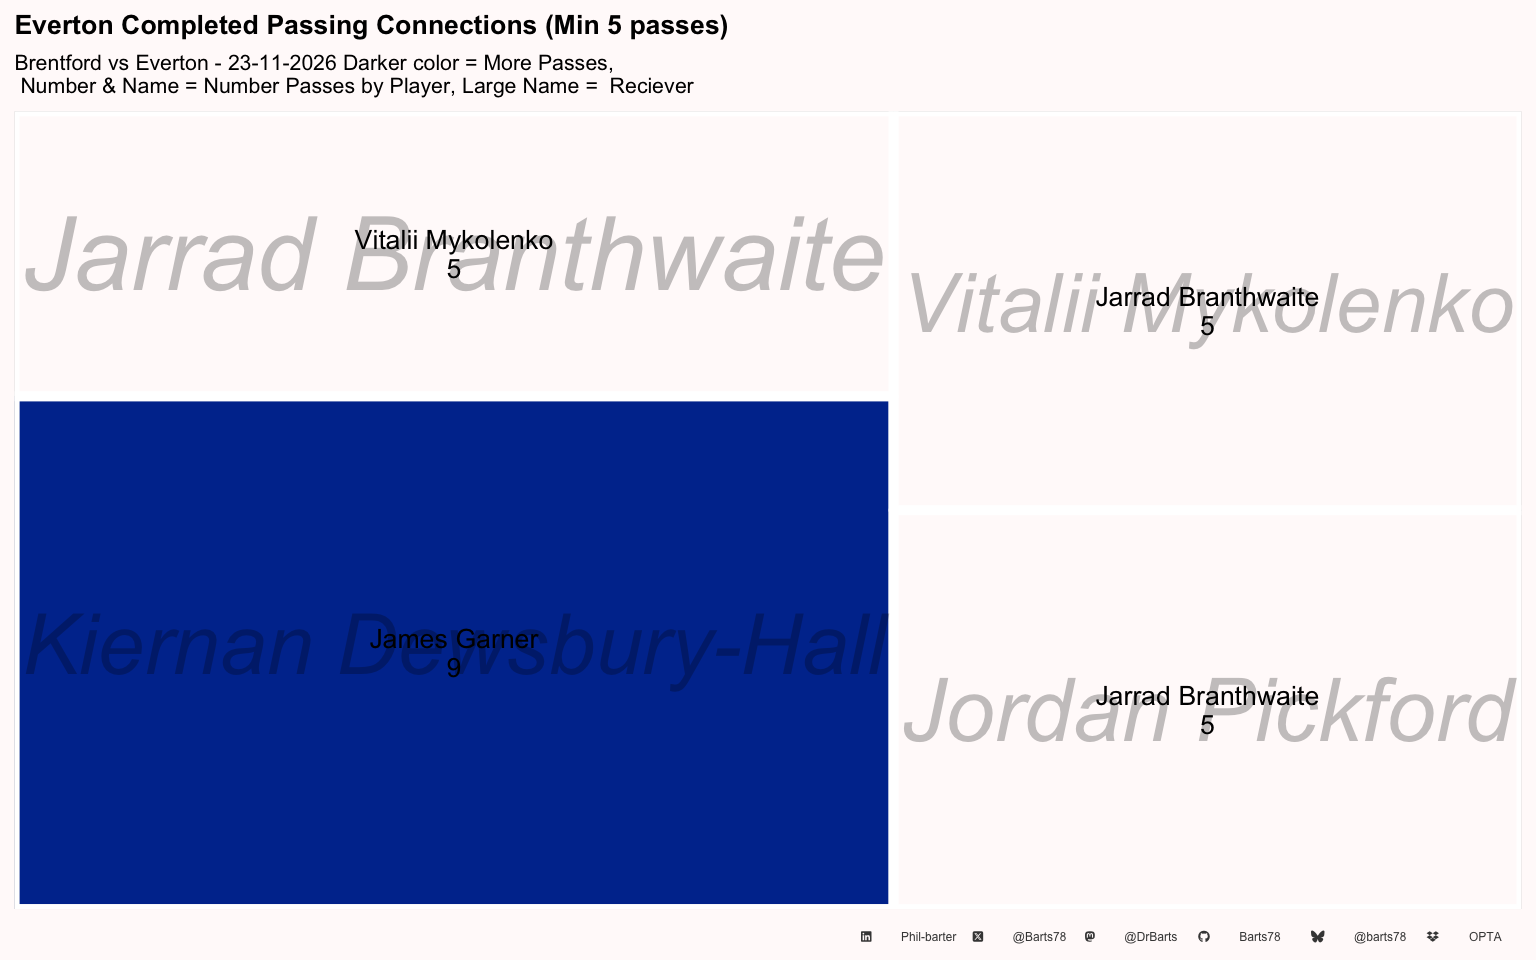 Everton Completed Passing Connections (Min 5 passes)
Brentford vs Everton - 23-11-2026 Darker color = More Passes,
Number & Name = Number Passes by Player, Large Name =  Reciever
Jarrad Branthwaite
Vitalii Mykolenko
5
Vitalii Mykolenko
Jarrad Branthwaite
5
Kiernan Dewsbury-Hall
James Garner
9
Jordan Pickford
Jarrad Branthwaite
5
Phil-barter @Barts78 @DrBarts Barts78 @barts78 OPTA